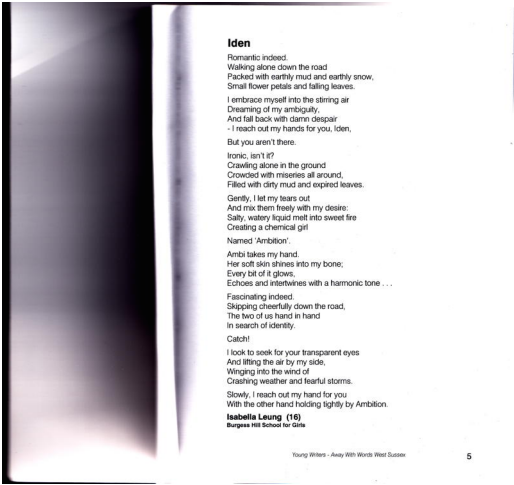 Iden
Romantic indeed.
Walking alone down the road
Packed with earthly mud and earthly snow,
Small flower petals and falling leaves.
I embrace myself into the stirring air
Dreaming of my ambiguity,
And fall back with damn despair
- I reach out my hands for you, Iden,
But you aren't there.
Ironic, isn't it?
Crawling alone in the ground
Crowded with miseries all around,
Filled with dirty mud and expired leaves.
Gently, I let my tears out
And mix them freely with my desire:
Salty, watery liquid melt into sweet fire
Creating a chemical girl
Named 'Ambition'.
Ambi takes my hand.
Her soft skin shines into my bone;
Every bit of it glows,
Echoes and intertwines with a harmonic tone . . .
Fascinating indeed.
Skipping cheerfully down the road,
The two of us hand in hand
In search of identity.
Catch!
I look to seek for your transparent eyes
And lifting the air by my side,
Winging into the wind of
Crashing weather and fearful storms.
Slowly, I reach out my hand for you
With the other hand holding tightly by Ambition.
Isabella Leung (16)
Burgess Hill School for Girls
Young Writers - Away With Words West Sussex 5